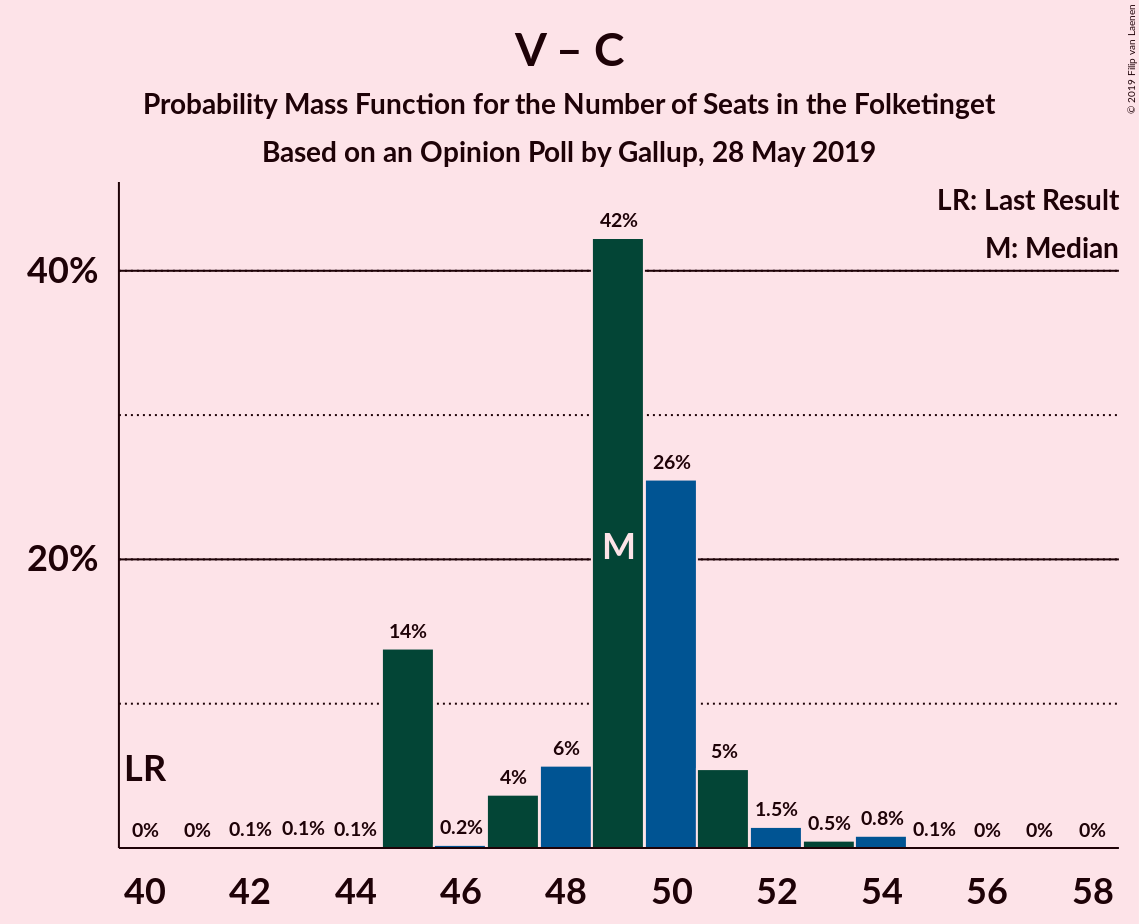 V – C
Probability Mass Function for the Number of Seats in the Folketinget
Based on an Opinion Poll by Gallup, 28 May 2019
© 2019 Filip van Laenen
LR: Last Result
M: Median
40%
20%
42%
26%
14%
6%
5%
4%
1.5%
0.8%
0.5%
0.2%
0% 0% 0.1% 0.1% 0.1% 0.1% 0% 0% 0%
M
LR
40 42 44 46 48 50 52 54 56 58